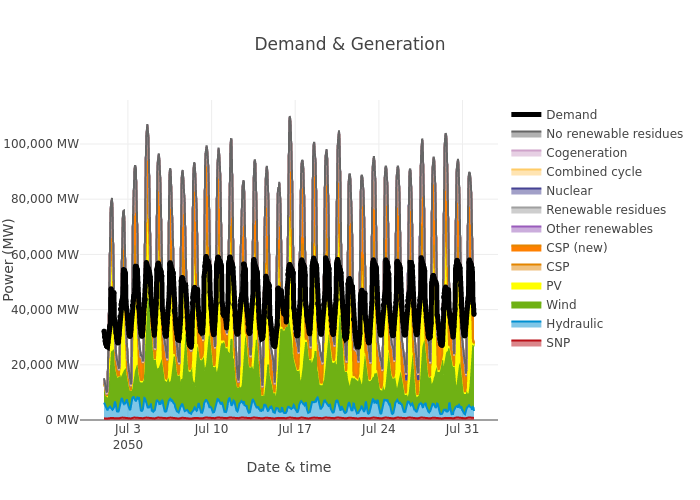 Demand & Generation
100,000 MW
80,000 MW
60,000 MW
40,000 MW
20,000 MW
0 MW
Power (MW)
Jul 3
2050
Jul 10
Jul 17
Jul 24
Jul 31
Date & time
Demand
No renewable residues
Cogeneration
Combined cycle
Nuclear
Renewable residues
Other renewables
CSP (new)
CSP
PV
Wind
Hydraulic
SNP